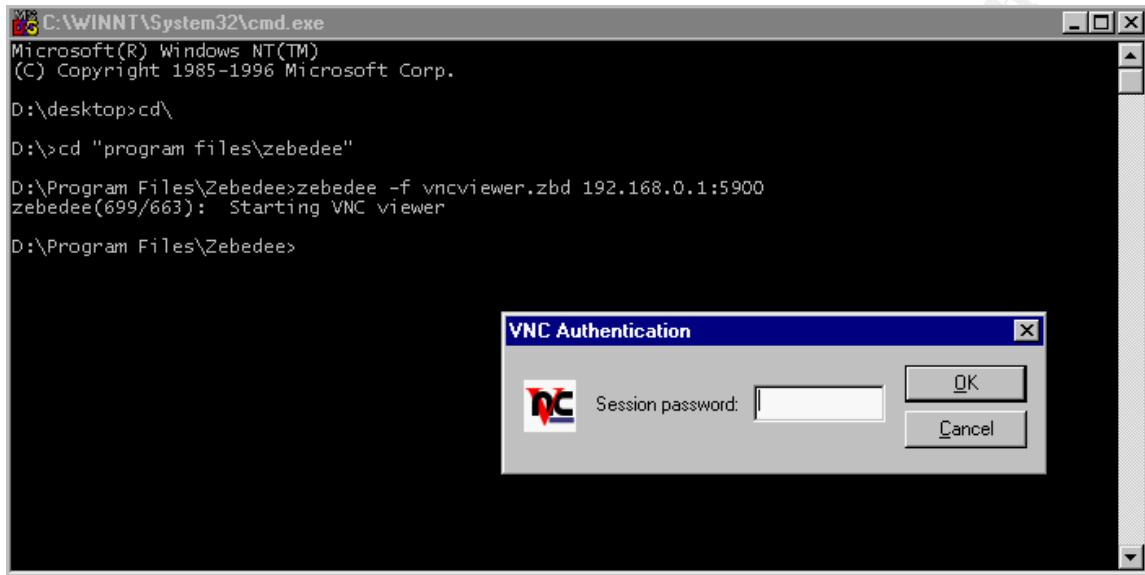 C:\WINNT\System32\cmd.exe
Microsoft(R) Windows NT(TM)
(C) Copyright 1985-1996 Microsoft Corp.
D:\desktop>cd\
D:\>cd "program files\zebedee"
D:\Program Files\Zebedee>zebedee -f vncviewer.zbd 192.168.0.1:5900
zebedee(699/663):  Starting VNC viewer
D:\Program Files\Zebedee>
VNC Authentication
VNC
Session password:
OK
Cancel